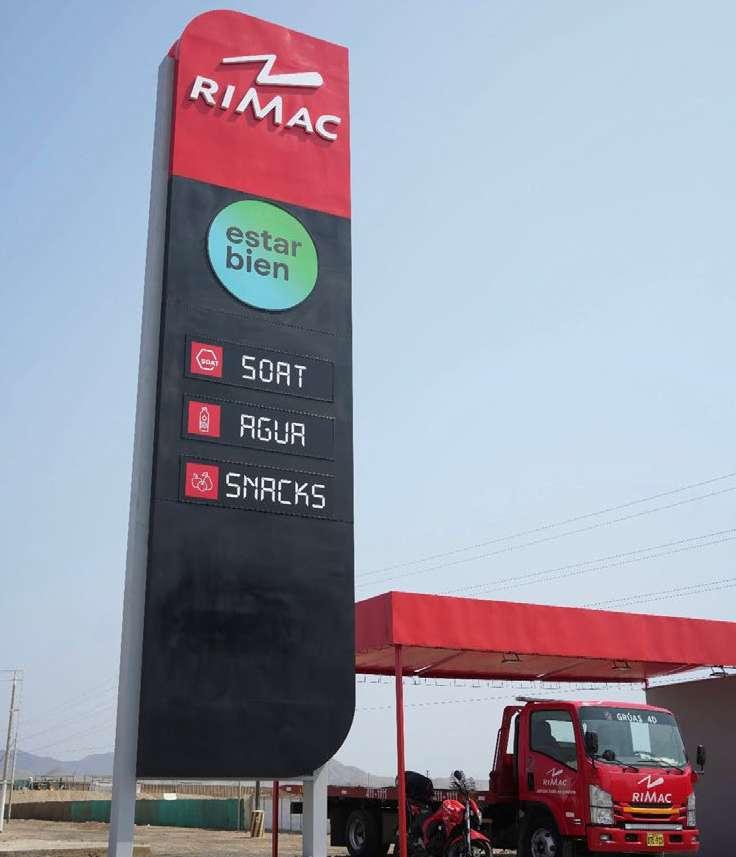 RIMAC
estar
bien
SOAT
SOAT
AGUA
SNACKS
GRÚAS 4D
RIMAC
RIMAC